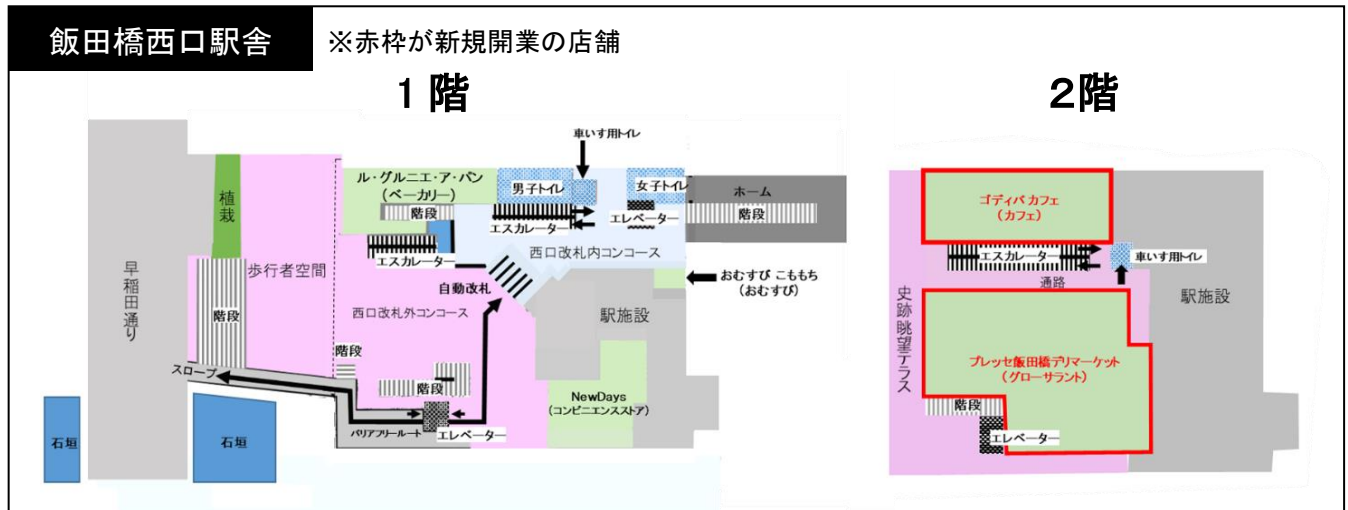 飯田橋西口駅舎
※赤枠が新規開業の店舗
1階
車いす用トイレ
ル・グルニエ・ア・パン
(ベーカリー)
男子トイレ
女子トイレ
ホーム
階段
階段
エスカレーター
エレベーター
植栽
エスカレーター
西口改札内コンコース
歩行者空間
早稲田通り
自動改札
おむすび こももち
(おむすび)
階段
西口改札外コンコース
駅施設
階段
スロープ
階段
NewDays
(コンビニエンスストア)
石垣
石垣
バリアフリールート
エレベーター
2階
ゴディバ カフェ
(カフェ)
エスカレーター
車いす用トイレ
通路
史跡眺望テラス
駅施設
プレッセ飯田橋デリマーケット
(グローサラント)
階段
エレベーター